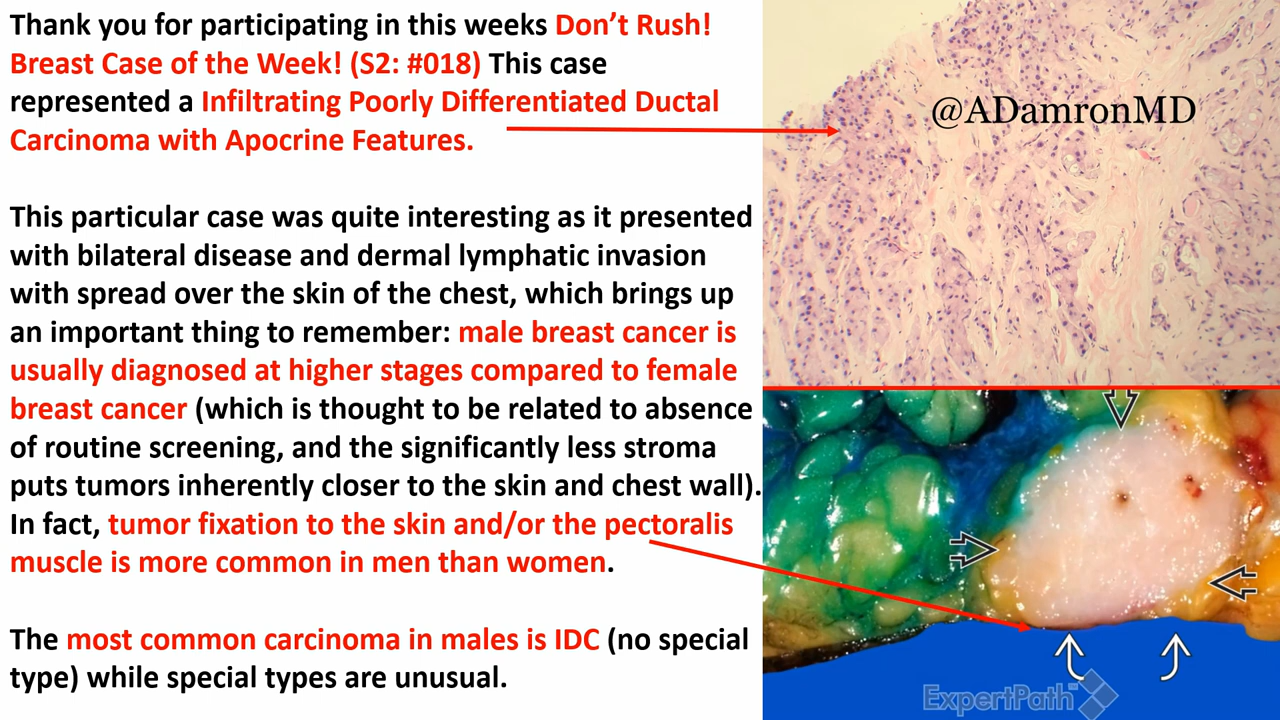 Thank you for participating in this weeks Don’t Rush!
Breast Case of the Week! (S2: #018) This case
represented a Infiltrating Poorly Differentiated Ductal
Carcinoma with Apocrine Features.
This particular case was quite interesting as it presented
with bilateral disease and dermal lymphatic invasion
with spread over the skin of the chest, which brings up
an important thing to remember: male breast cancer is
usually diagnosed at higher stages compared to female
breast cancer (which is thought to be related to absence
of routine screening, and the significantly less stroma
puts tumors inherently closer to the skin and chest wall).
In fact, tumor fixation to the skin and/or the pectoralis
muscle is more common in men than women.
The most common carcinoma in males is IDC (no special
type) while special types are unusual.
@ADamronMD
ExpertPath™